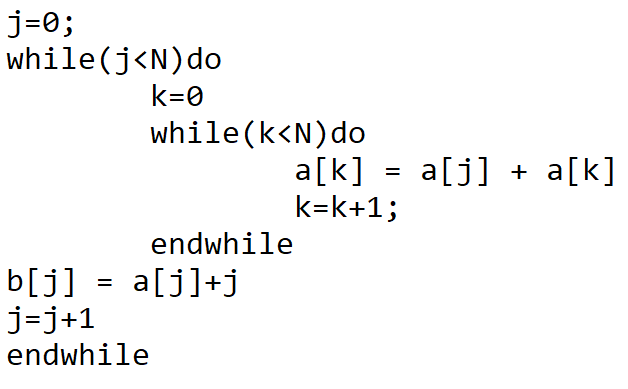 j=0;
while(j<N)do
k=0
while(k<N)do
a[k] = a[j] + a[k]
k=k+1;
endwhile
b[j] = a[j]+j
j=j+1
endwhile